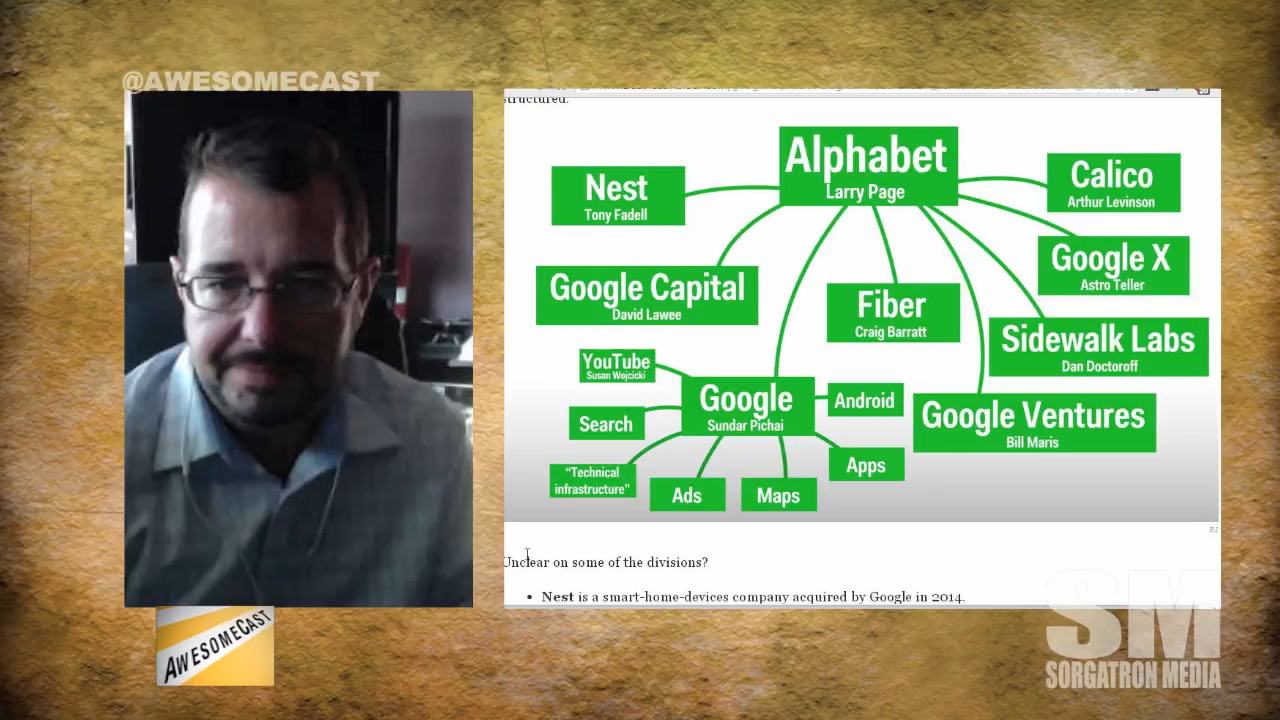 @AWESOMECAST
structured.
Alphabet
Larry Page
Nest
Tony Fadell
Calico
Arthur Levinson
Google X
Astro Teller
Google Capital
David Lawee
Fiber
Craig Barratt
Sidewalk Labs
Dan Doctoroff
YouTube
Susan Wojcicki
Google
Sundar Pichai
Android
Search
Google Ventures
Bill Maris
"Technical
infrastructure"
Ads
Maps
Apps
Unclear on some of the divisions?
• Nest is a smart-home-devices company acquired by Google in 2014.
AWESOMECAST
SM
SORGATRON MEDIA